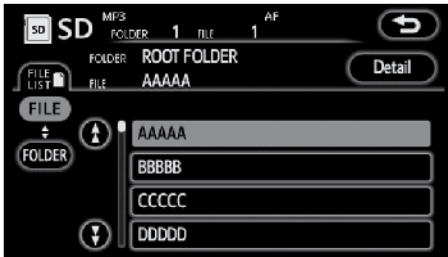 SD SD MP3 FOLDER 1 FILE 1 AF
FOLDER ROOT FOLDER
Detail
FILE LIST FILE AAAAA
FILE
FOLDER
AAAAA
BBBBB
CCCCC
DDDDD